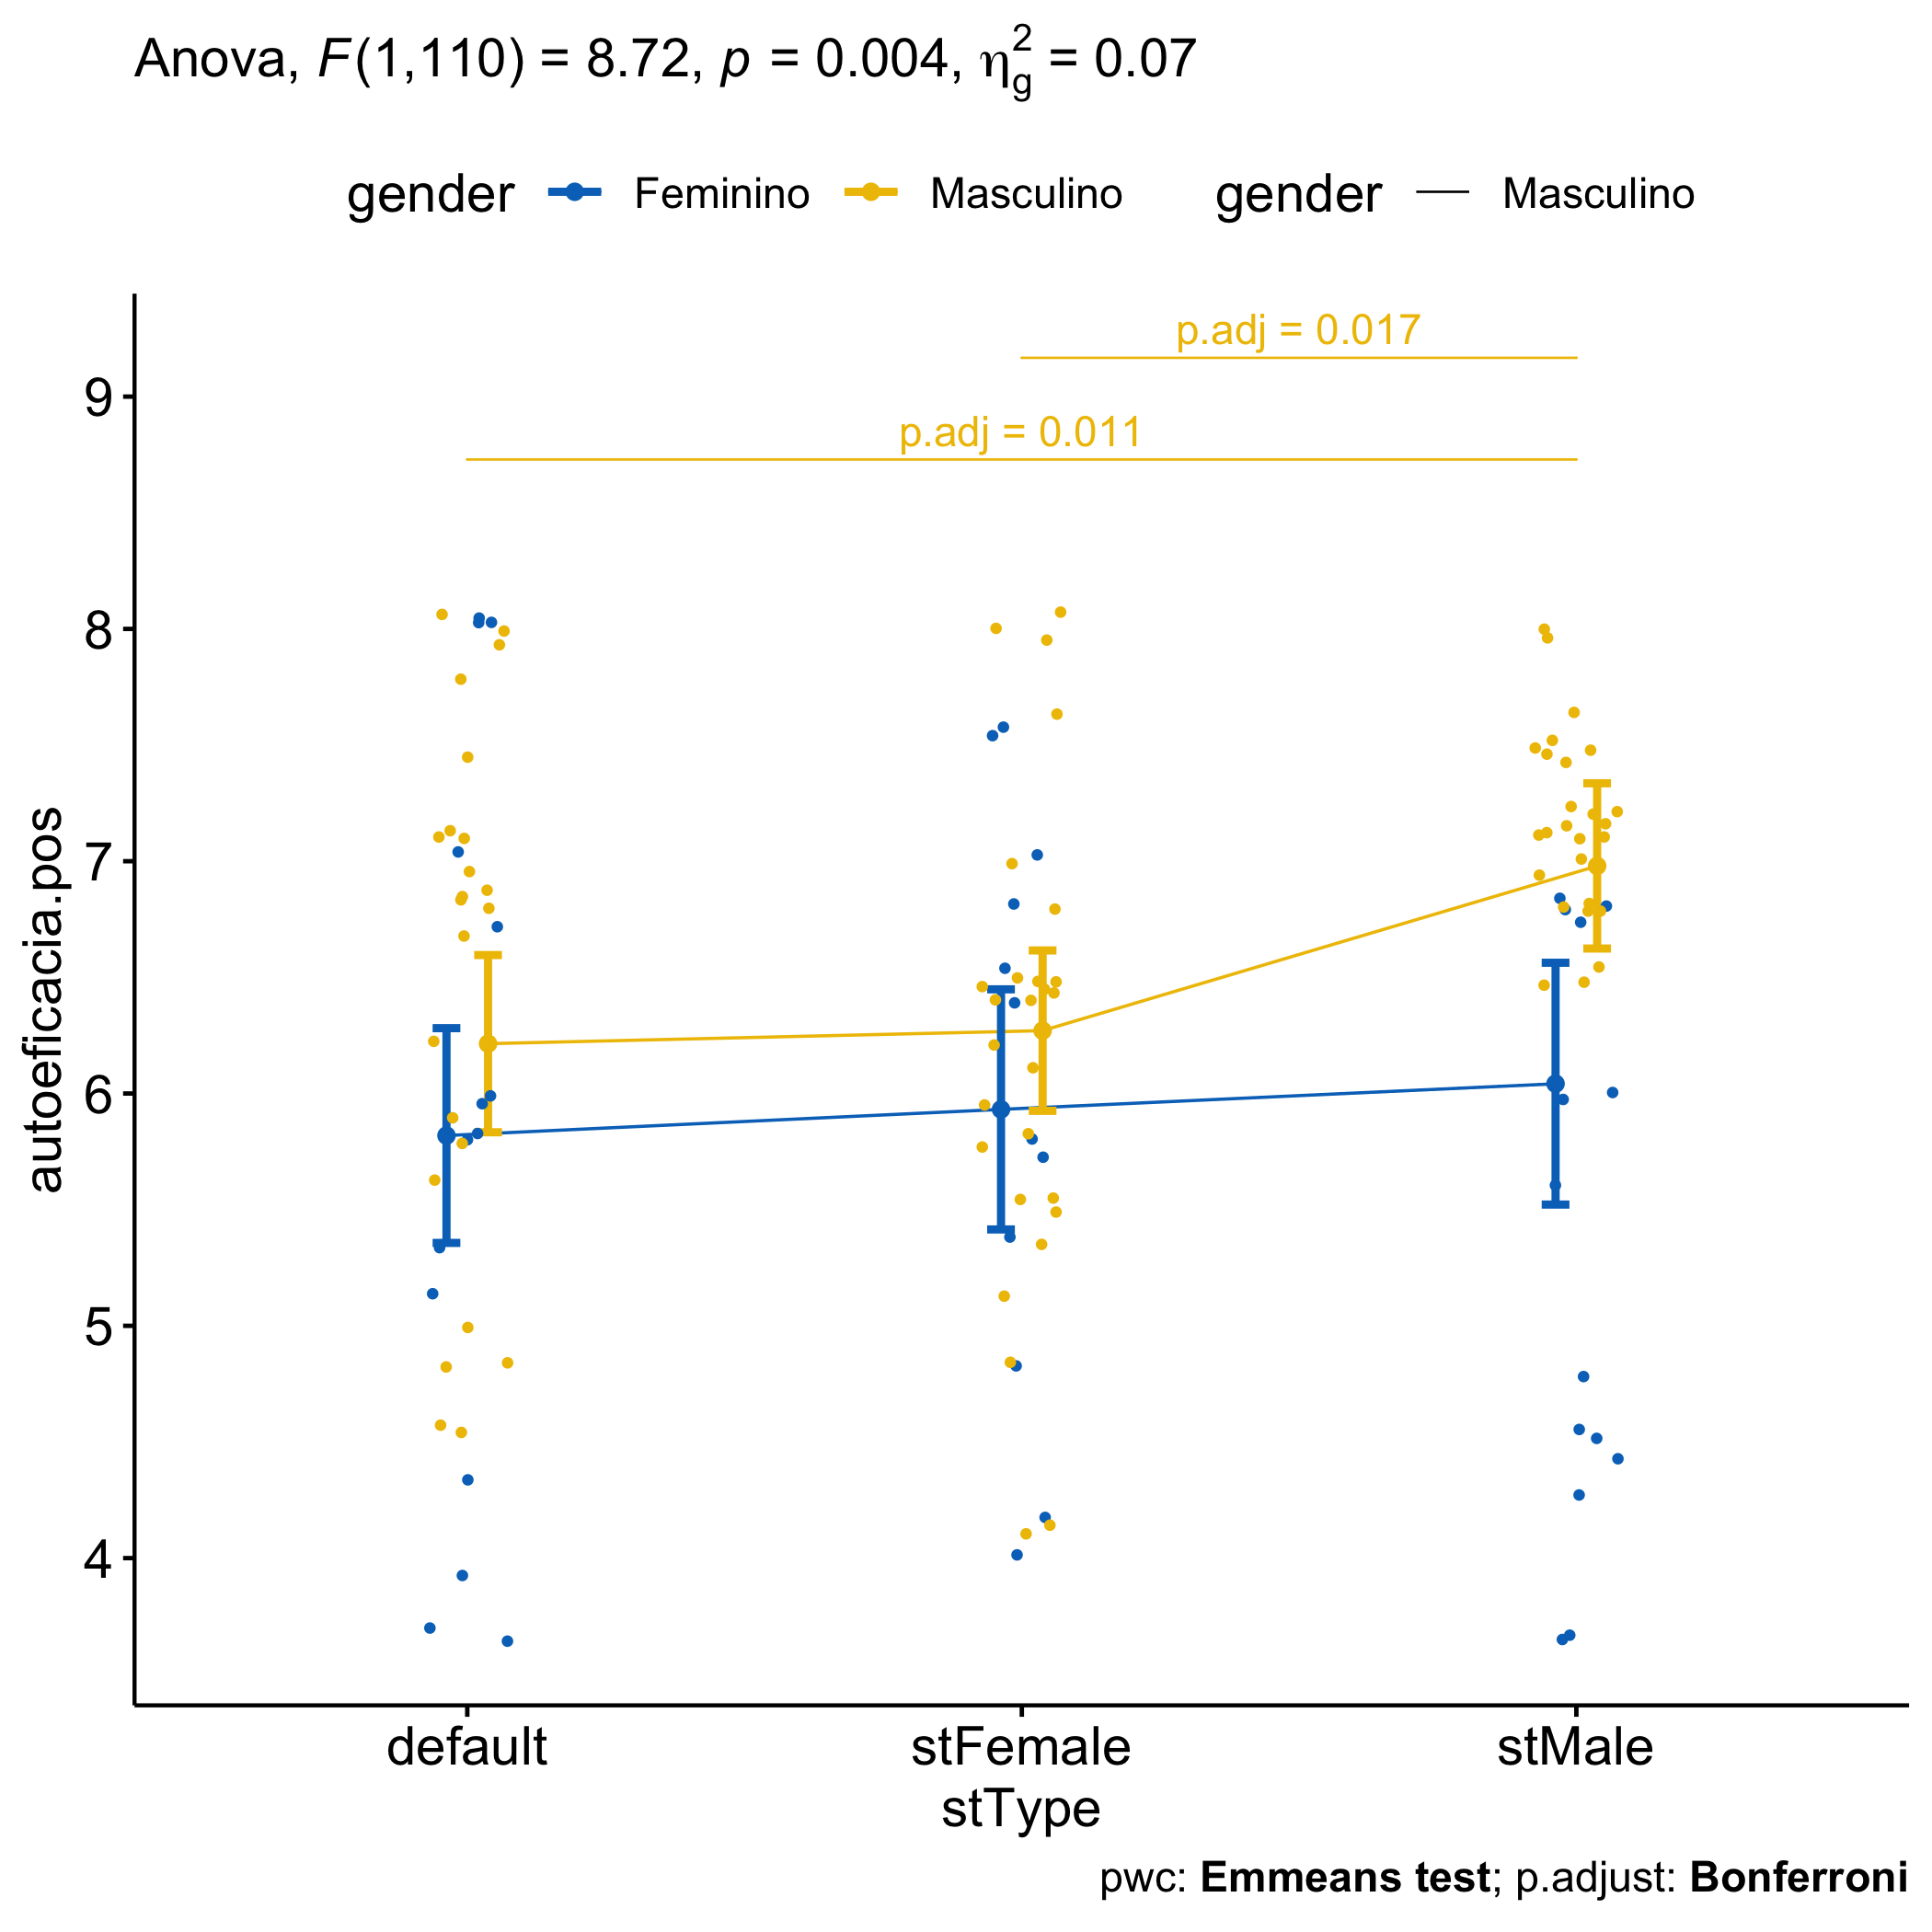 Anova, F(1,110) = 8.72, p = 0.004, η²g = 0.07
gender Feminino Masculino gender Masculino
p.adj = 0.017
p.adj = 0.011
9
8
7
6
5
4
autoeficacia.pos
default stFemale stMale
stType
pwc: Emmeans test; p.adjust: Bonferroni